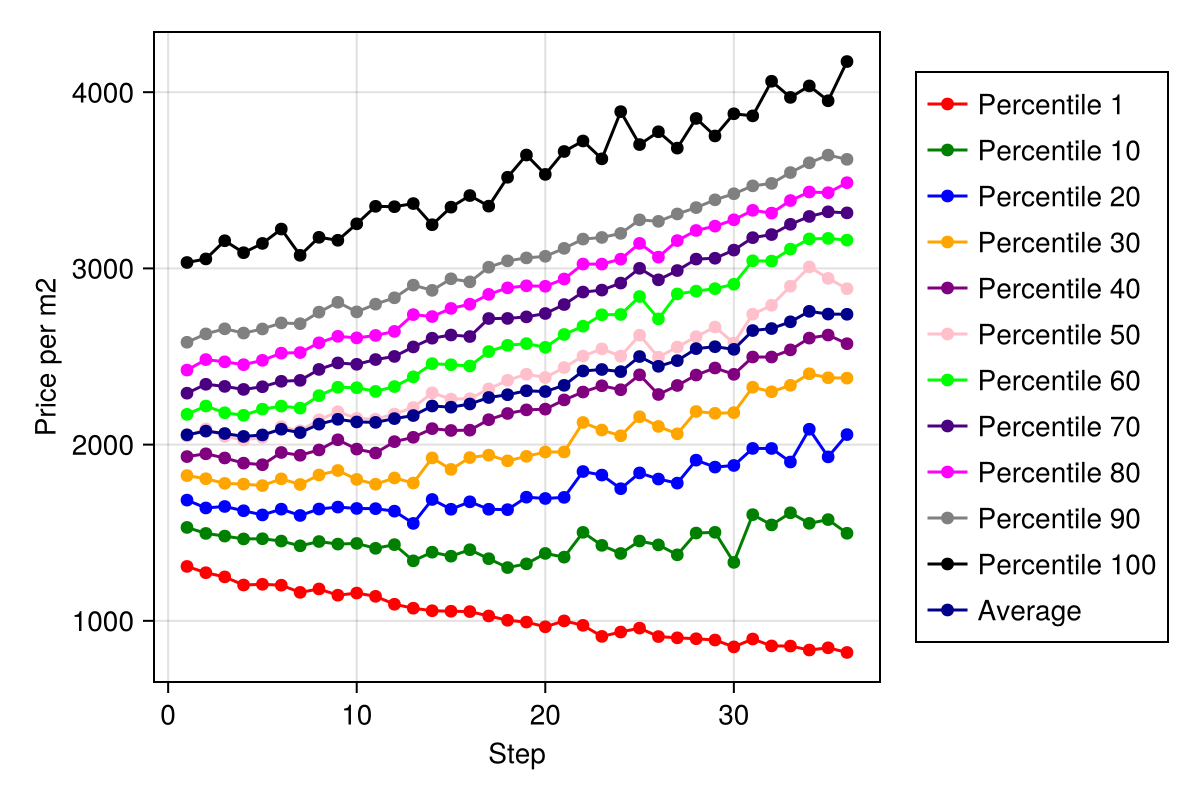 4000
3000
2000
1000
Price per m2
0 10 20 30
Step
Percentile 1
Percentile 10
Percentile 20
Percentile 30
Percentile 40
Percentile 50
Percentile 60
Percentile 70
Percentile 80
Percentile 90
Percentile 100
Average